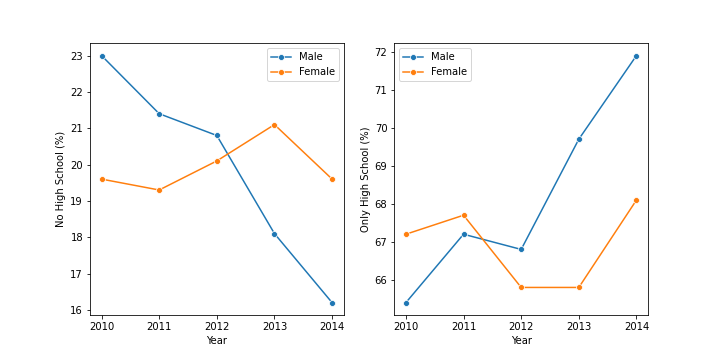 No High School (%)
23
22
21
20
19
18
17
16
Male
Female
2010 2011 2012 2013 2014
Year
Only High School (%)
72
71
70
69
68
67
66
Male
Female
2010 2011 2012 2013 2014
Year